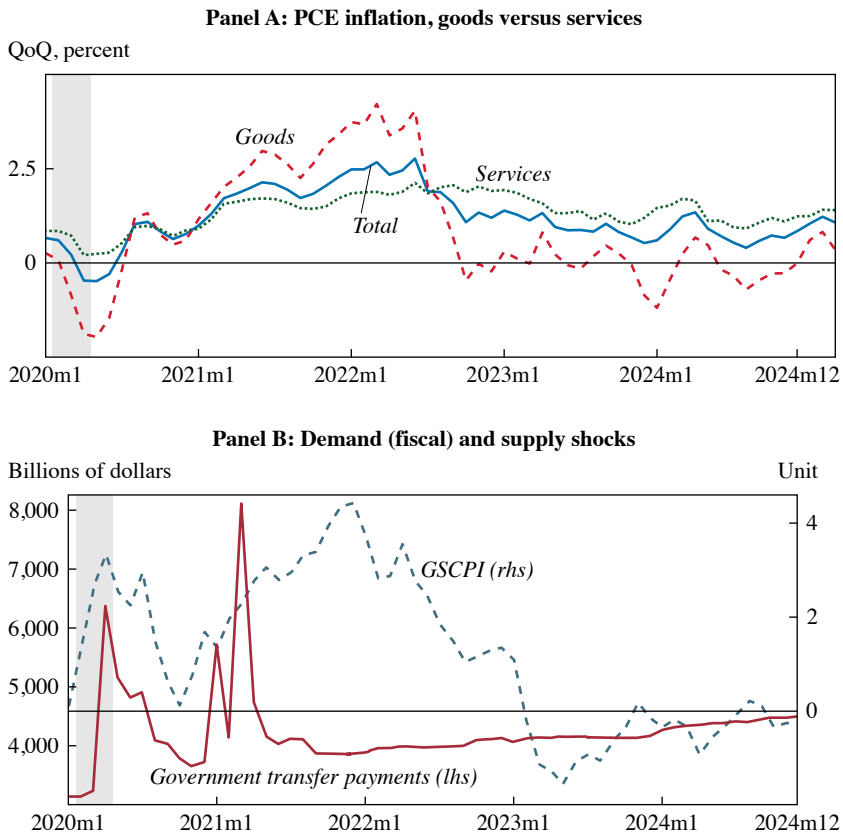 Panel A: PCE inflation, goods versus services
QoQ, percent
Goods
2.5
Services
Total
0
2020m1 2021m1 2022m1 2023m1 2024m1 2024m12
Panel B: Demand (fiscal) and supply shocks
Billions of dollars Unit
8,000 4
7,000 GSCPI (rhs)
6,000 2
5,000 0
4,000
Government transfer payments (lhs)
2020m1 2021m1 2022m1 2023m1 2024m1 2024m12